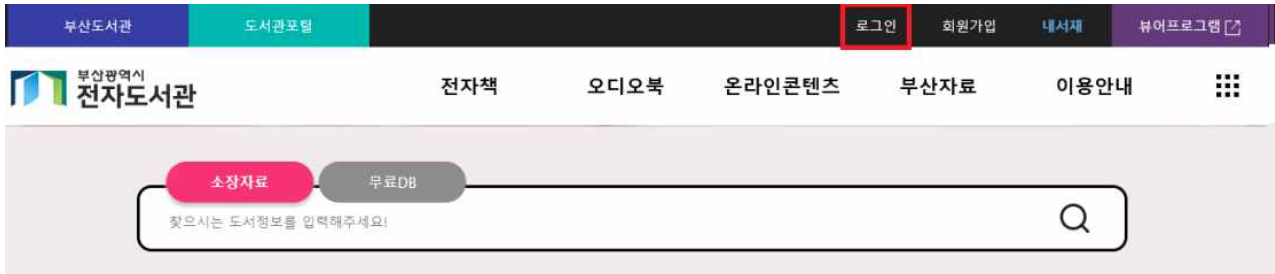 부산도서관 도서관포털 로그인 회원가입 내서재 뷰어프로그램
부산광역시
전자도서관 전자책 오디오북 온라인콘텐츠 부산자료 이용안내
소장자료 무료DB
찾으시는 도서정보를 입력해주세요!